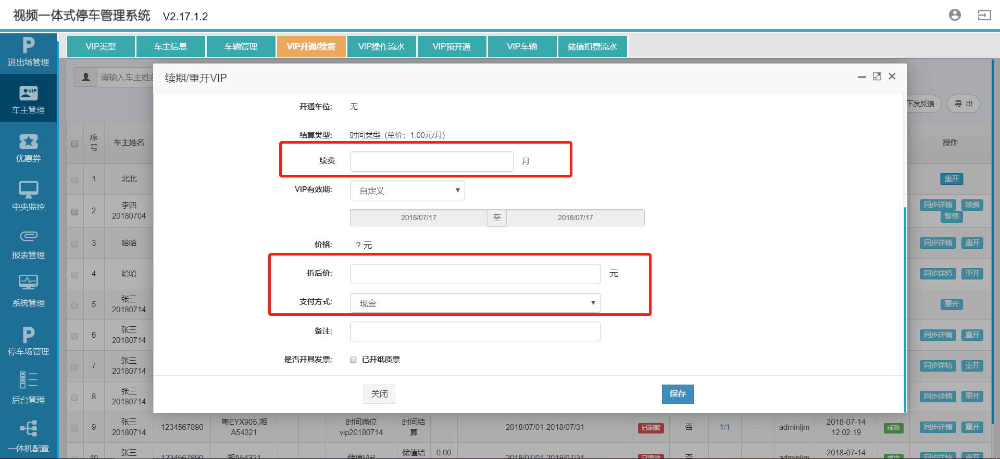 视频一体式停车管理系统 V2.17.1.2
VIP类型 车主信息 车辆管理 VIP开通/续费 VIP操作流水 VIP预开通 VIP车辆 储值扣费流水
进出场管理
车主管理
优惠券
中央监控
报表管理
系统管理
停车场管理
后台管理
一体机配置
请输入车主姓名
下发反馈 导 出
序号 车主姓名 操作
1 北北 重开
2 李四 20180704 同步详情 续费 暂停
3 哈哈 同步详情 重开
4 哈哈 同步详情 重开
5 张三 20180714 重开
6 张三 20180714 同步详情 重开
7 张三 20180714 同步详情 重开
8 张三 20180714 同步详情 重开
9 张三 20180714 1234567890 粤EYX905,湘A54321 时间满位vip20180714 时间结算 - 2018/07/01-2018/07/31 已退款 否 1/1 - adminljm 2018-07-14 12:02:19 成功 同步详情 重开
10 张三 1234567890 湘A54321 储值VIP 储值结 0.00 2018/07/01-2018/07/31 已退款 否 adminljm 2018-07-14 成功 同步详情 重开
续期/重开VIP
开通车位: 无
结算类型: 时间类型 (单价：1.00元/月)
续费 月
VIP有效期: 自定义
2018/07/17 至 2018/07/17
价格: ? 元
折后价: 元
支付方式: 现金
备注:
是否开具发票: 已开纸质票
关闭 保存